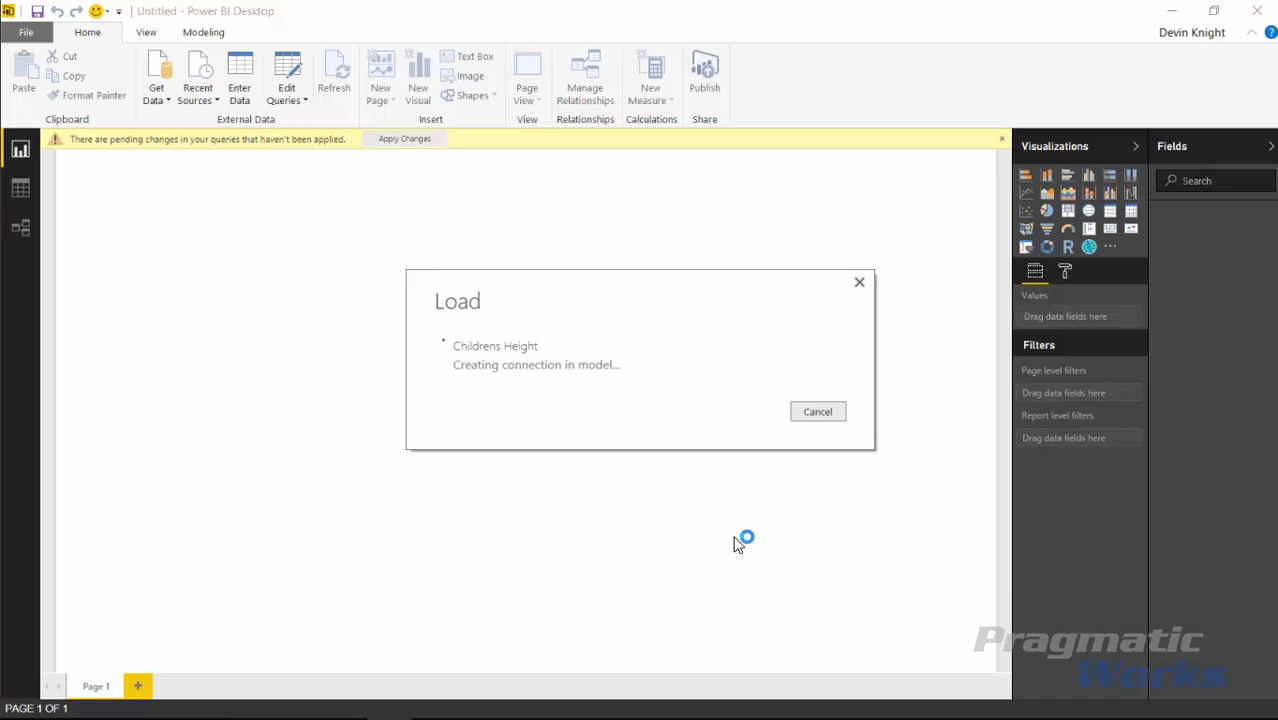 Untitled - Power BI Desktop
File Home View Modeling Devin Knight ?
Paste Cut Copy Format Painter Clipboard
Get Data Recent Sources Enter Data Edit Queries External Data
Refresh
New Page New Visual Text Box Image Shapes Insert
Page View View
Manage Relationships Relationships
New Measure Calculations
Publish Share
There are pending changes in your queries that haven't been applied. Apply Changes
Load
Childrens Height
Creating connection in model...
Cancel
Visualizations
R
Values
Drag data fields here
Filters
Page level filters
Drag data fields here
Report level filters
Drag data fields here
Fields
Search
Pragmatic
Works
Page 1
PAGE 1 OF 1